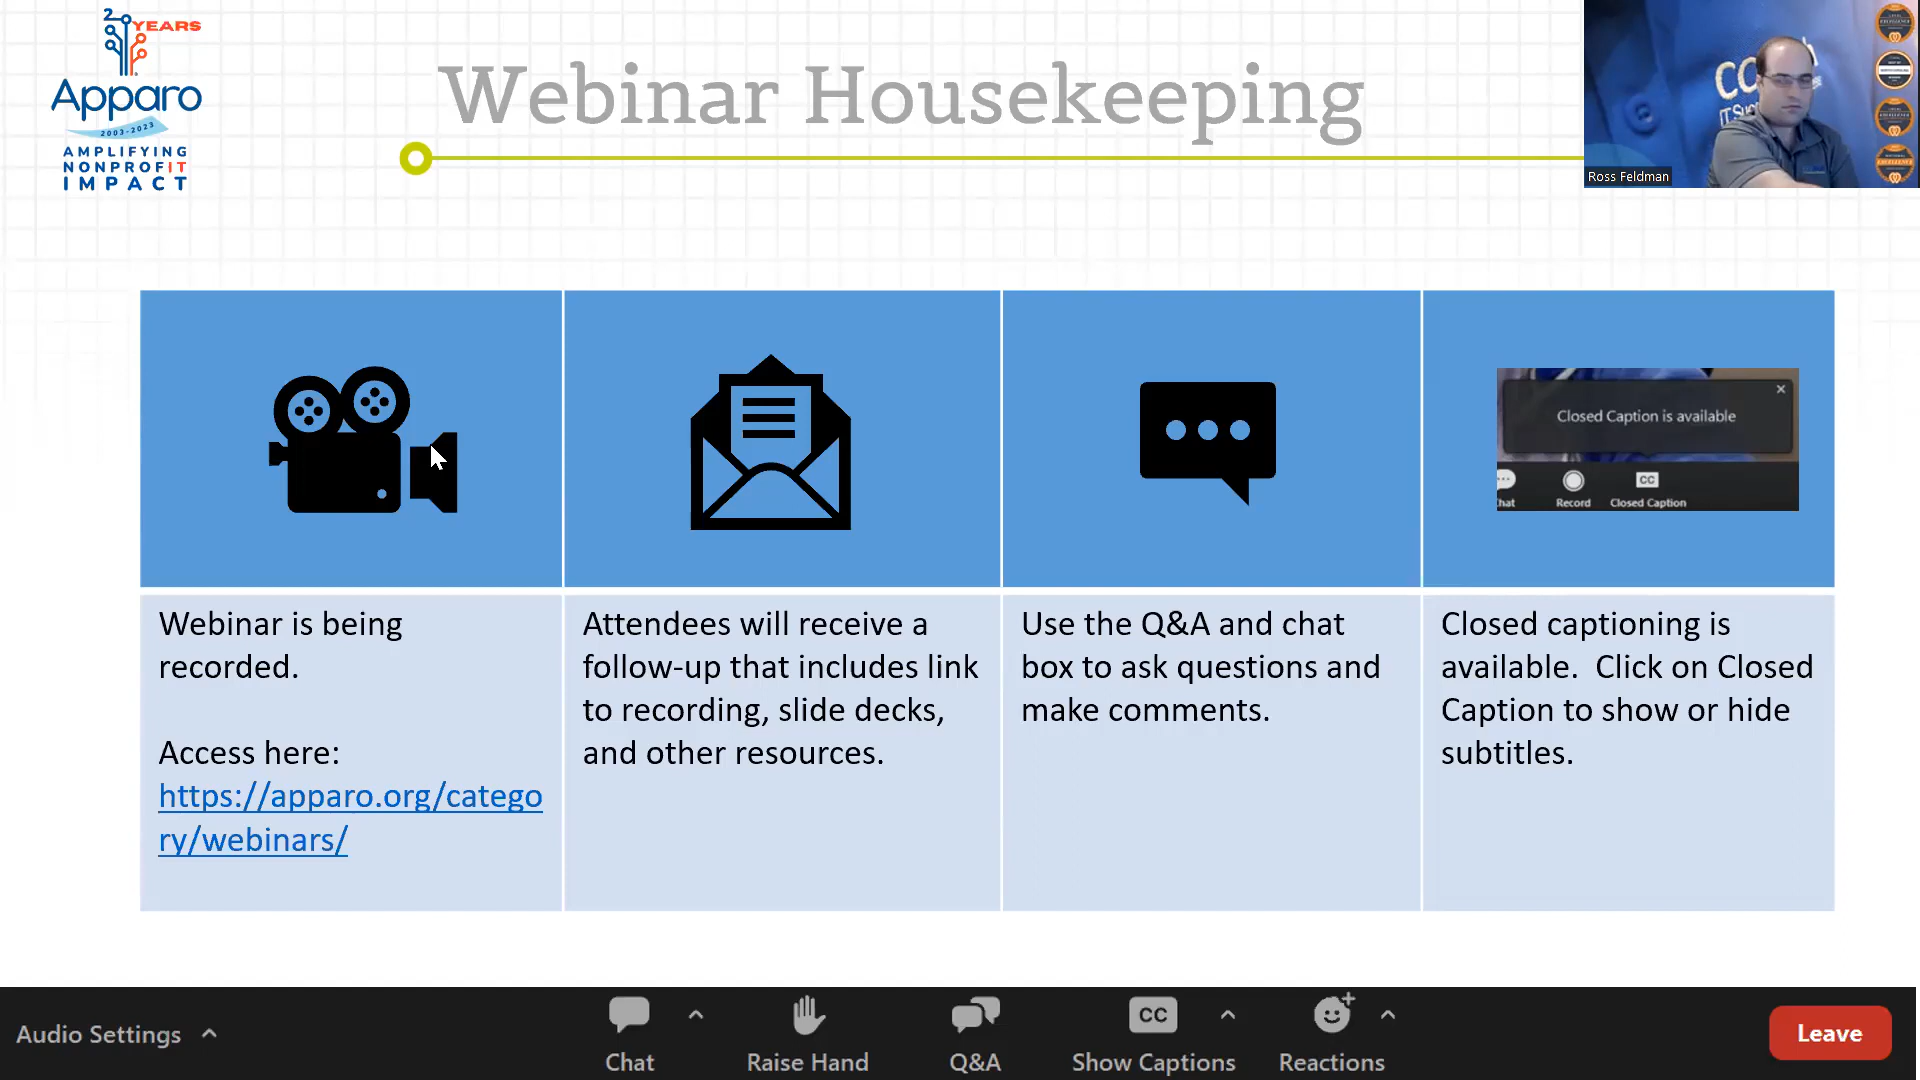 20 YEARS
Apparo
2003-2023
AMPLIFYING
NONPROFIT
IMPACT
Webinar Housekeeping
Ross Feldman
Closed Caption is available
Record
Closed Caption
CC
Webinar is being
recorded.
Access here:
https://apparo.org/catego
ry/webinars/
Attendees will receive a
follow-up that includes link
to recording, slide decks,
and other resources.
Use the Q&A and chat
box to ask questions and
make comments.
Closed captioning is
available.  Click on Closed
Caption to show or hide
subtitles.
Audio Settings
Chat
Raise Hand
Q&A
CC
Show Captions
Reactions
Leave